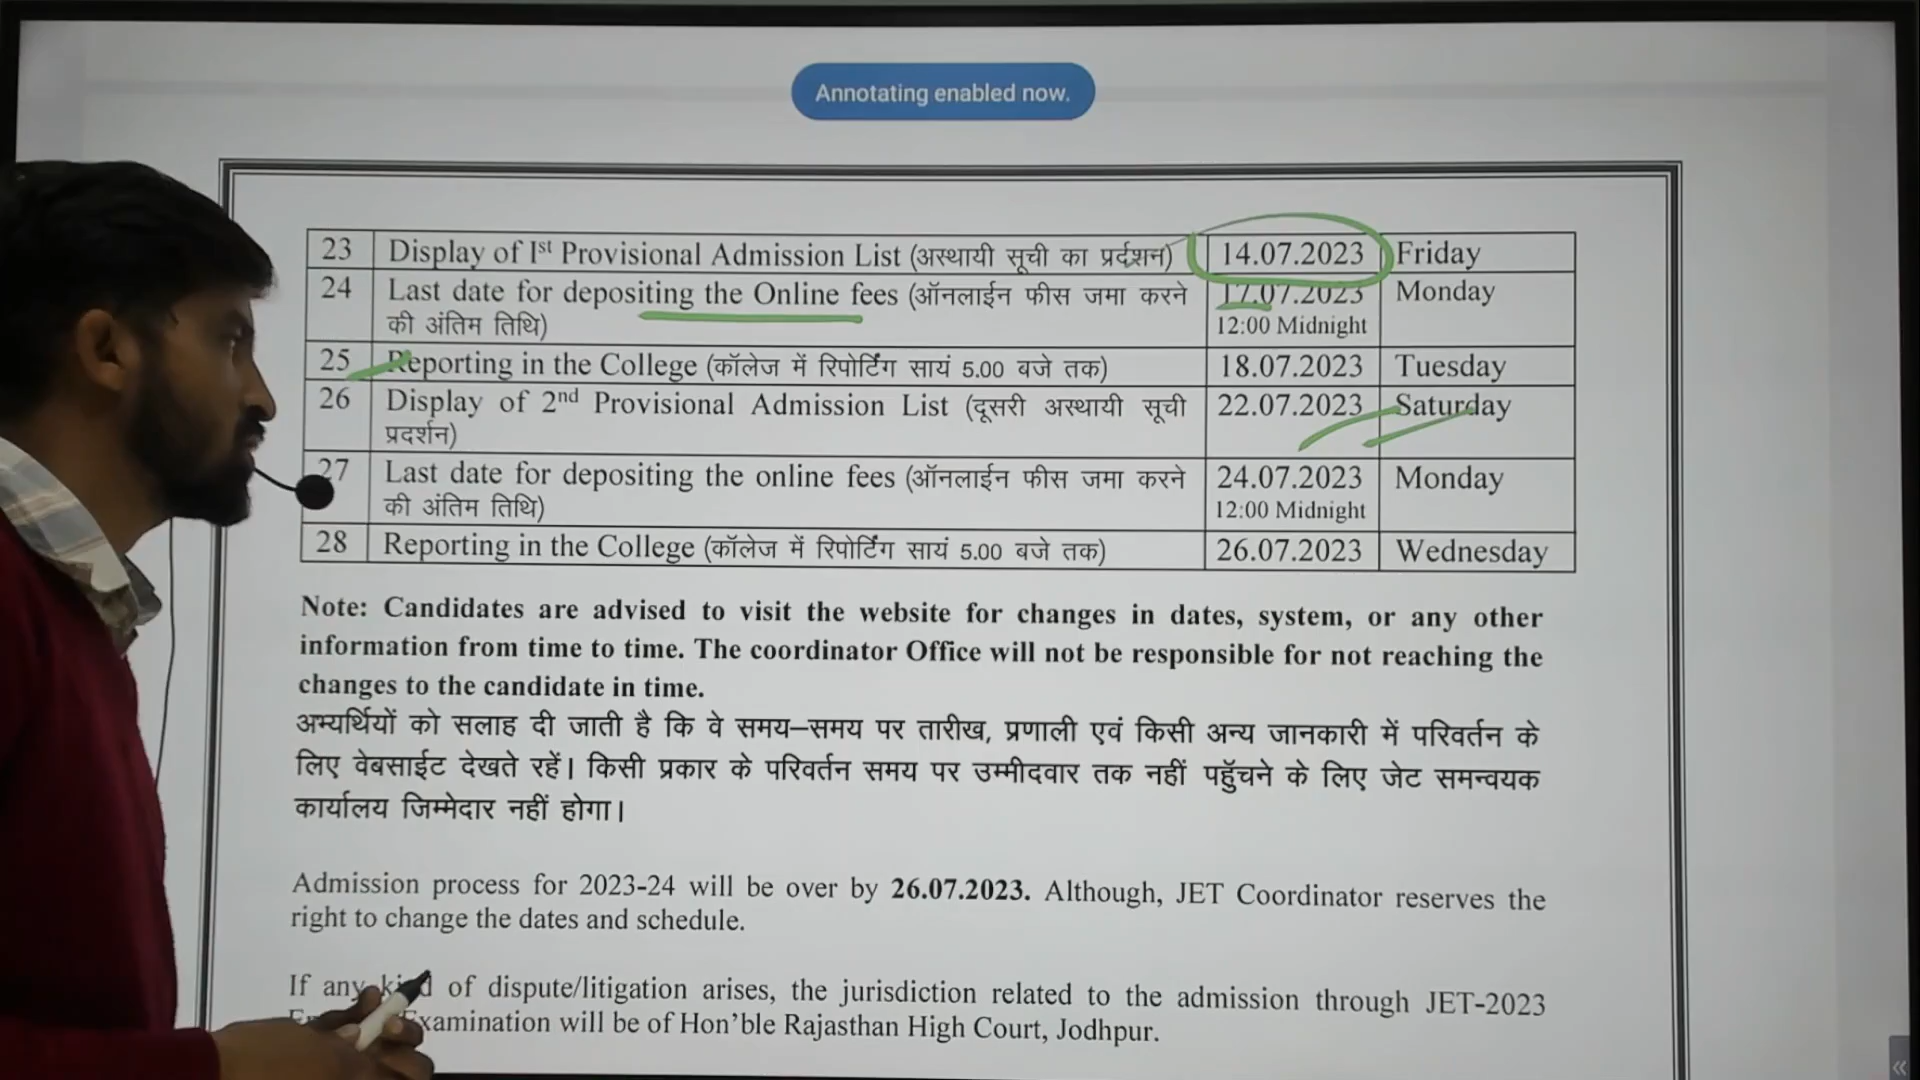 Annotating enabled now.
23 Display of Ist Provisional Admission List (अस्थायी सूची का प्रर्दशन) 14.07.2023 Friday
24 Last date for depositing the Online fees (ऑनलाईन फीस जमा करने 17.07.2023 Monday
की अंतिम तिथि) 12:00 Midnight
25 Reporting in the College (कॉलेज में रिपोर्टिंग सायं 5.00 बजे तक) 18.07.2023 Tuesday
26 Display of 2nd Provisional Admission List (दूसरी अस्थायी सूची 22.07.2023 Saturday
प्रदर्शन)
27 Last date for depositing the online fees (ऑनलाईन फीस जमा करने 24.07.2023 Monday
की अंतिम तिथि) 12:00 Midnight
28 Reporting in the College (कॉलेज में रिपोर्टिंग सायं 5.00 बजे तक) 26.07.2023 Wednesday
Note: Candidates are advised to visit the website for changes in dates, system, or any other
information from time to time. The coordinator Office will not be responsible for not reaching the
changes to the candidate in time.
अभ्यर्थियों को सलाह दी जाती है कि वे समय–समय पर तारीख, प्रणाली एवं किसी अन्य जानकारी में परिवर्तन के
लिए वेबसाईट देखते रहें। किसी प्रकार के परिवर्तन समय पर उम्मीदवार तक नहीं पहुँचने के लिए जेट समन्वयक
कार्यालय जिम्मेदार नहीं होगा।
Admission process for 2023-24 will be over by 26.07.2023. Although, JET Coordinator reserves the
right to change the dates and schedule.
If any kind of dispute/litigation arises, the jurisdiction related to the admission through JET-2023
Examination will be of Hon'ble Rajasthan High Court, Jodhpur.